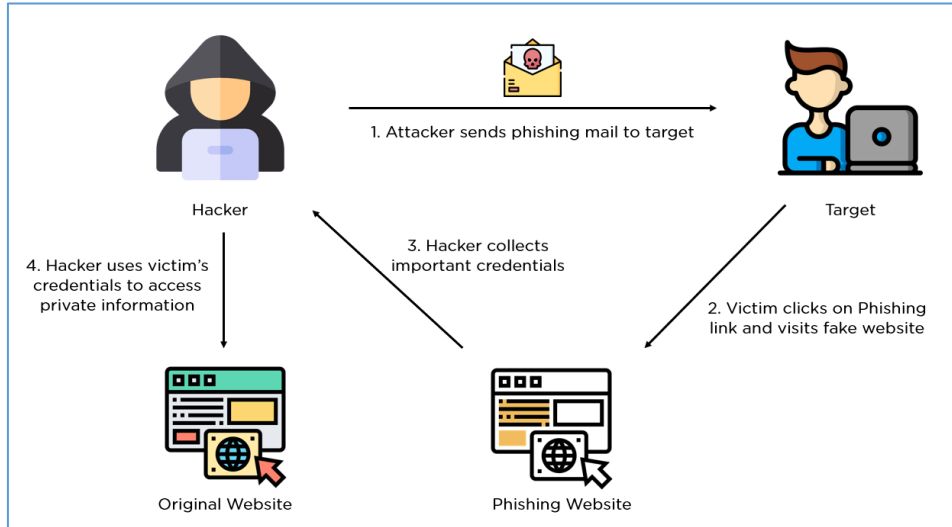 1. Attacker sends phishing mail to target
Hacker
Target
3. Hacker collects
important credentials
4. Hacker uses victim's
credentials to access
private information
2. Victim clicks on Phishing
link and visits fake website
Original Website
Phishing Website